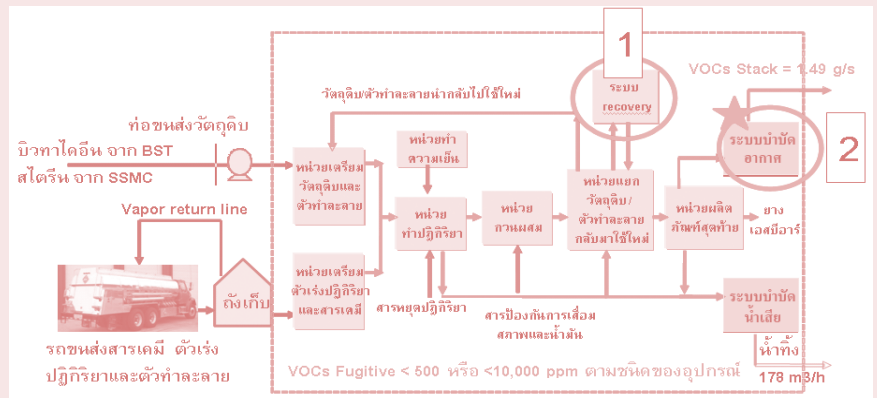 1
VOCs Stack = 1.49 g/s
ระบบ
recovery
วัตถุดิบ/ตัวทำละลายนำกลับไปใช้ใหม่
2
ระบบบำบัด
อากาศ
ท่อขนส่งวัตถุดิบ
บิวทาไดอีน จาก BST
สไตรีน จาก SSMC
หน่วยทำ
ความเย็น
หน่วยเตรียม
วัตถุดิบและ
ตัวทำละลาย
หน่วย
ทำปฏิกิริยา
หน่วย
กวนผสม
หน่วยแยก
วัตถุดิบ/
ตัวทำละลาย
กลับมาใช้ใหม่
หน่วยผลิต
ภัณฑ์สุดท้าย
ยาง
เอสบีอาร์
Vapor return line
ถังเก็บ
หน่วยเตรียม
ตัวเร่งปฏิกิริยา
และสารเคมี
สารหยุดปฏิกิริยา
สารป้องกันการเสื่อม
สภาพและน้ำมัน
ระบบบำบัด
น้ำเสีย
รถขนส่งสารเคมี ตัวเร่ง
ปฏิกิริยาและตัวทำละลาย
น้ำทิ้ง
178 m3/h
VOCs Fugitive < 500 หรือ <10,000 ppm ตามชนิดของอุปกรณ์